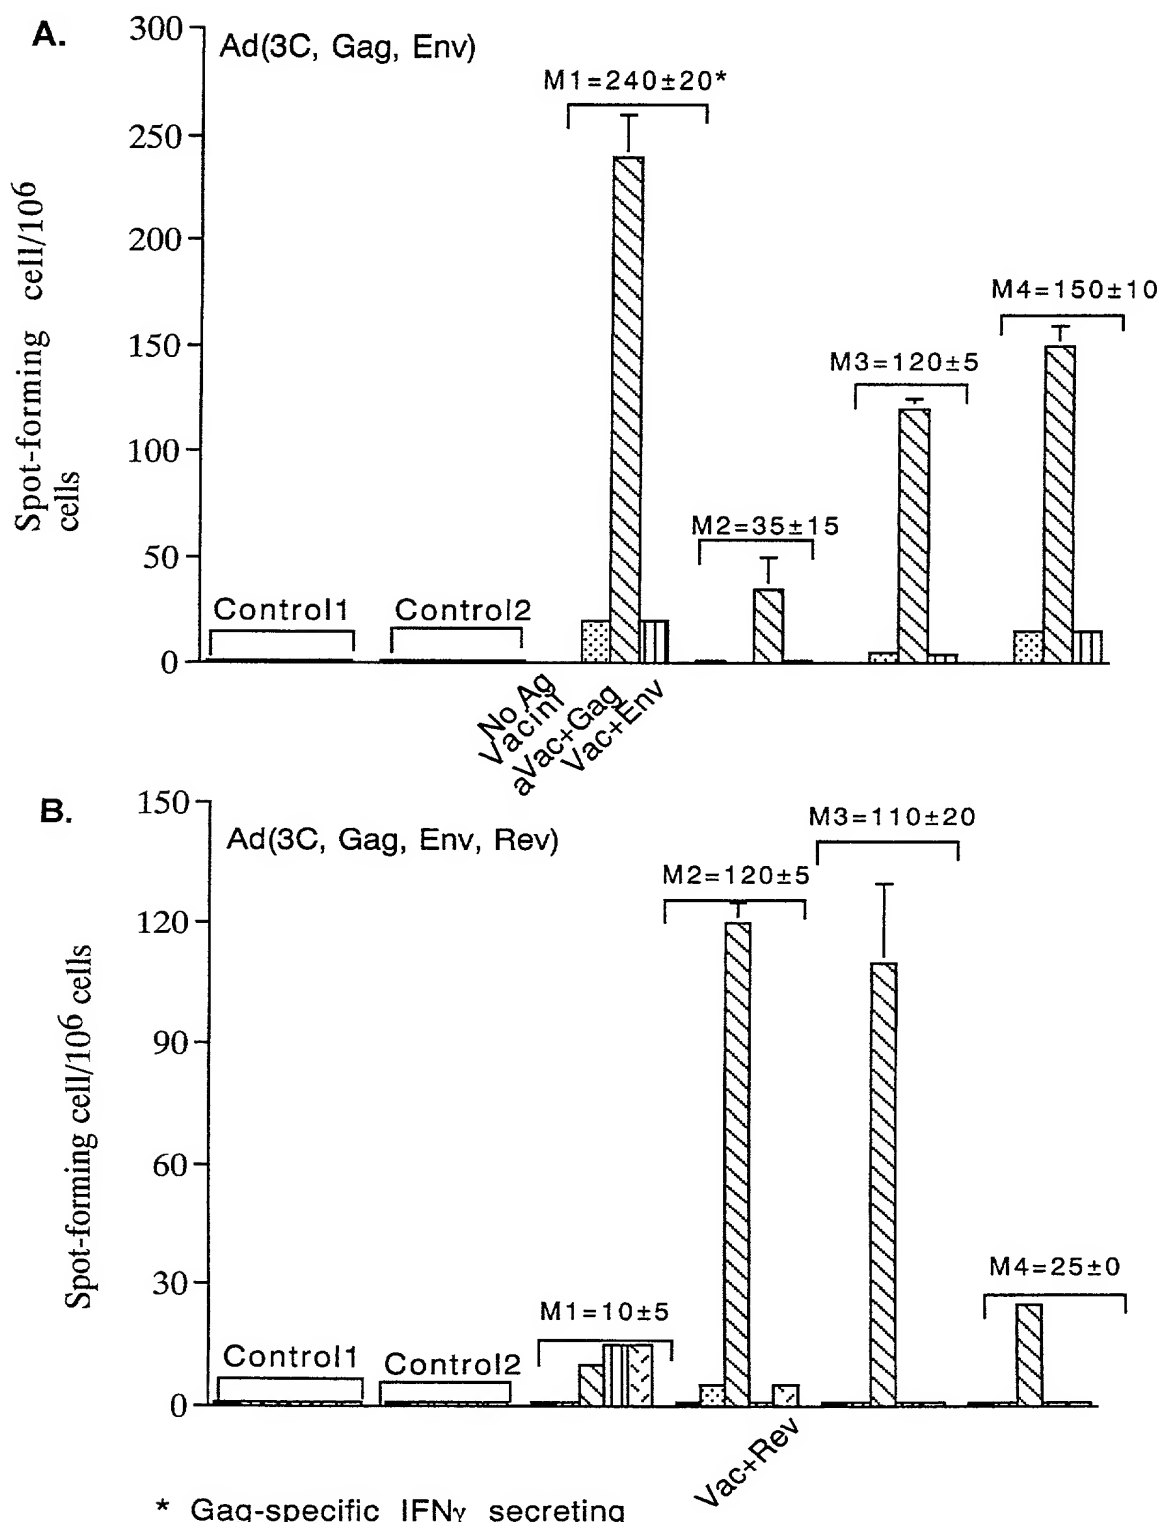 A.
Ad(3C, Gag, Env)
300
250
200
150
100
50
0
Spot-forming cell/10⁶
cells
M1=240±20*
M2=35±15
M3=120±5
M4=150±10
Control1
Control2
No Ag
Vacinf
aVac+Gag
Vac+Env
B.
Ad(3C, Gag, Env, Rev)
150
120
90
60
30
0
Spot-forming cell/10⁶ cells
M3=110±20
M2=120±5
M4=25±0
M1=10±5
Control1
Control2
Vac+Rev
* Gag-specific IFNγ secreting